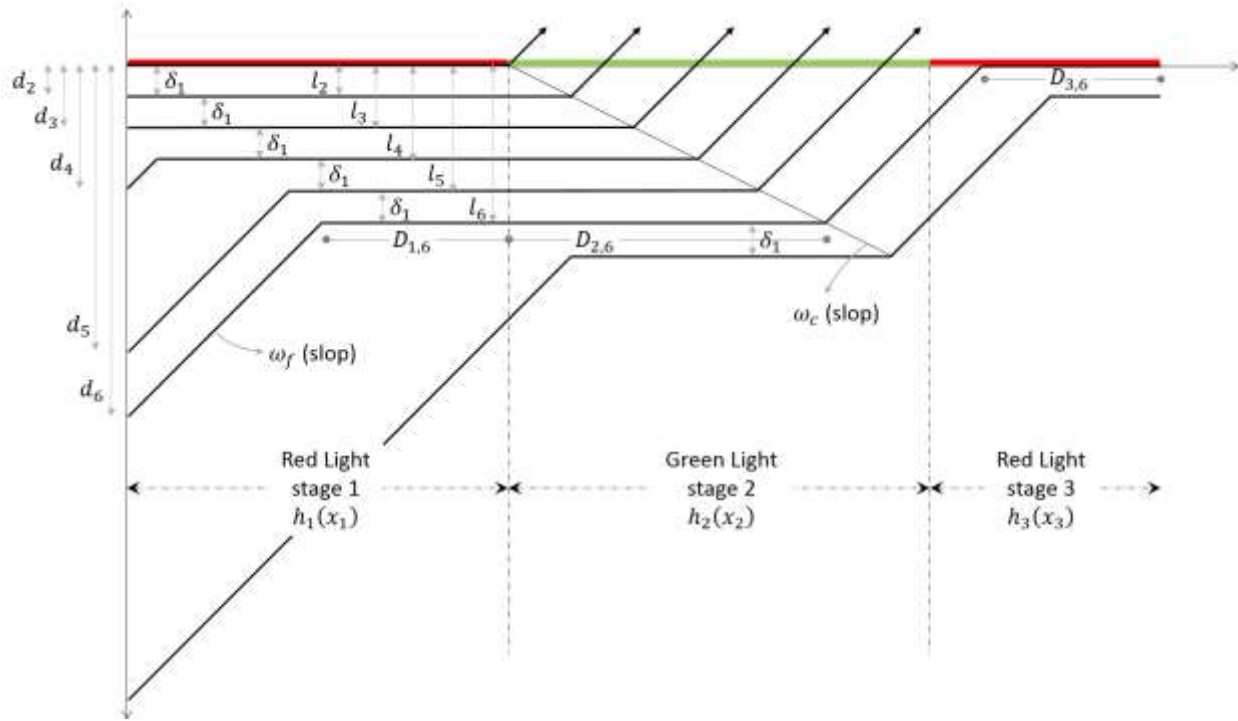 d₂
δ₁
l₂
D₃,₆
d₃
δ₁
l₃
d₄
δ₁
l₄
δ₁
l₅
δ₁
l₆
D₁,₆
D₂,₆
δ₁
ω_c (slop)
d₅
ω_f (slop)
d₆
Red Light
stage 1
h₁(x₁)
Green Light
stage 2
h₂(x₂)
Red Light
stage 3
h₃(x₃)